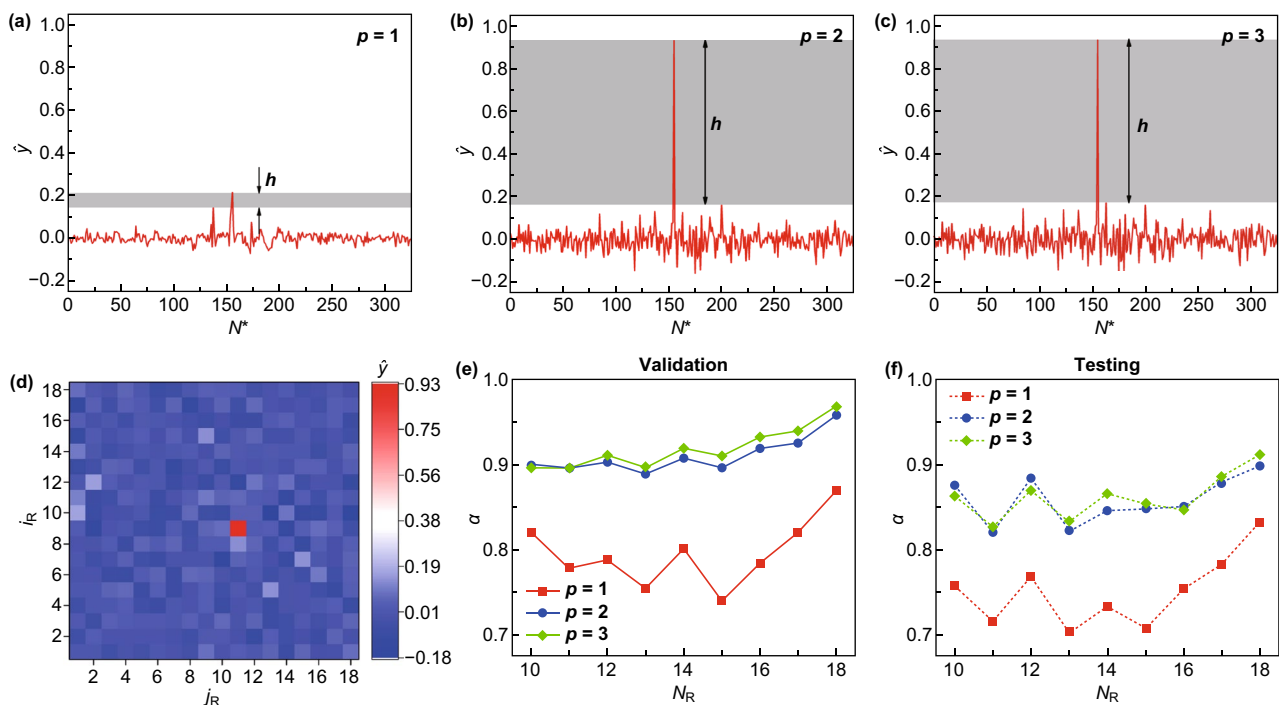 (a)
p = 1
1.0
0.8
0.6
0.4
0.2
0.0
−0.2
ŷ
h
0 50 100 150 200 250 300
N*
(b)
p = 2
1.0
0.8
0.6
0.4
0.2
0.0
−0.2
ŷ
h
0 50 100 150 200 250 300
N*
(c)
p = 3
1.0
0.8
0.6
0.4
0.2
0.0
−0.2
ŷ
h
0 50 100 150 200 250 300
N*
(d)
ŷ
18
16
14
12
10
8
6
4
2
i_R
2 4 6 8 10 12 14 16 18
j_R
0.93
0.75
0.56
0.38
0.19
0.01
−0.18
(e)
Validation
1.0
0.9
0.8
0.7
α
p = 1
p = 2
p = 3
10 12 14 16 18
N_R
(f)
Testing
1.0
0.9
0.8
0.7
α
p = 1
p = 2
p = 3
10 12 14 16 18
N_R